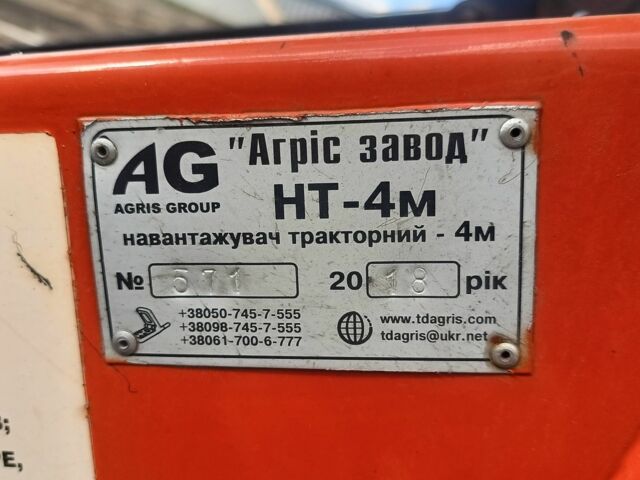 AG
AGRIS GROUP
"Агріс завод"
НТ-4м
навантажувач тракторний - 4м
№ 571 2018 рік
+38050-745-7-555
+38098-745-7-555
+38061-700-6-777
www.tdagris.com
tdagris@ukr.net